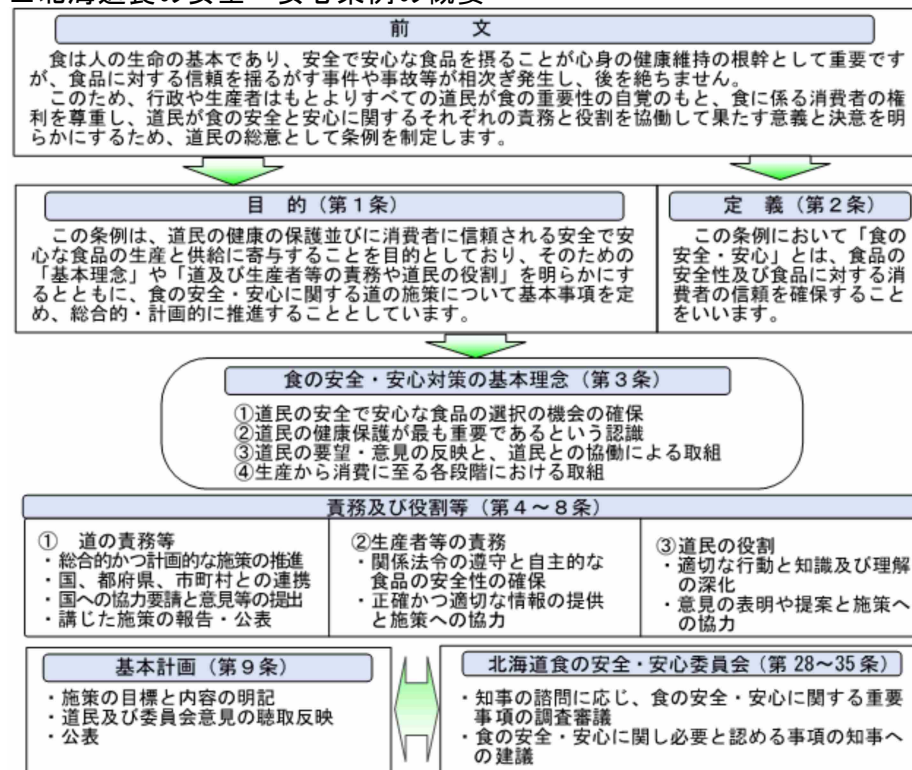 ■北海道食の安全・安心条例の概要
前　文
食は人の生命の基本であり、安全で安心な食品を摂ることが心身の健康維持の根幹として重要です
が、食品に対する信頼を揺るがす事件や事故等が相次ぎ発生し、後を絶ちません。
このため、行政や生産者はもとよりすべての道民が食の重要性の自覚のもと、食に係る消費者の権
利を尊重し、道民が食の安全と安心に関するそれぞれの責務と役割を協働して果たす意義と決意を明
らかにするため、道民の総意として条例を制定します。
目　的（第１条）
この条例は、道民の健康の保護並びに消費者に信頼される安全で安
心な食品の生産と供給に寄与することを目的としており、そのための
「基本理念」や「道及び生産者等の責務や道民の役割」を明らかにす
るとともに、食の安全・安心に関する道の施策について基本事項を定
め、総合的・計画的に推進することとしています。
定　義（第２条）
この条例において「食の
安全・安心」とは、食品の
安全性及び食品に対する消
費者の信頼を確保すること
をいいます。
食の安全・安心対策の基本理念（第３条）
①道民の安全で安心な食品の選択の機会の確保
②道民の健康保護が最も重要であるという認識
③道民の要望・意見の反映と、道民との協働による取組
④生産から消費に至る各段階における取組
責務及び役割等（第４～８条）
①　道の責務等
・総合的かつ計画的な施策の推進
・国、都府県、市町村との連携
・国への協力要請と意見等の提出
・講じた施策の報告・公表
②生産者等の責務
・関係法令の遵守と自主的な
食品の安全性の確保
・正確かつ適切な情報の提供
と施策への協力
③道民の役割
・適切な行動と知識及び理解
の深化
・意見の表明や提案と施策へ
の協力
基本計画（第９条）
・施策の目標と内容の明記
・道民及び委員会意見の聴取反映
・公表
北海道食の安全・安心委員会（第 28～35 条）
・知事の諮問に応じ、食の安全・安心に関する重要
事項の調査審議
・食の安全・安心に関し必要と認める事項の知事へ
の建議